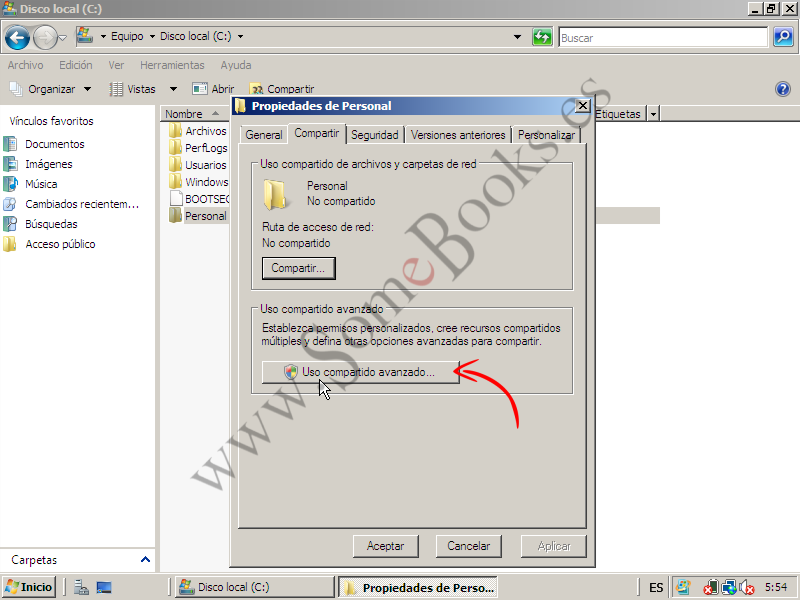 Disco local (C:)
Equipo
Disco local (C:)
Buscar
Archivo Edición Ver Herramientas Ayuda
Organizar Vistas Abrir Compartir
Vínculos favoritos
Documentos
Imágenes
Música
Cambiados recientem...
Búsquedas
Acceso público
Carpetas
Nombre
Etiquetas
Archivos
PerfLogs
Usuarios
Windows
BOOTSEC
Personal
Propiedades de Personal
General Compartir Seguridad Versiones anteriores Personalizar
Uso compartido de archivos y carpetas de red
Personal
No compartido
Ruta de acceso de red:
No compartido
Compartir...
Uso compartido avanzado
Establezca permisos personalizados, cree recursos compartidos
múltiples y defina otras opciones avanzadas para compartir.
Uso compartido avanzado...
Aceptar Cancelar Aplicar
www.SomeBooks.es
Inicio
Disco local (C:)
Propiedades de Perso...
ES
5:54